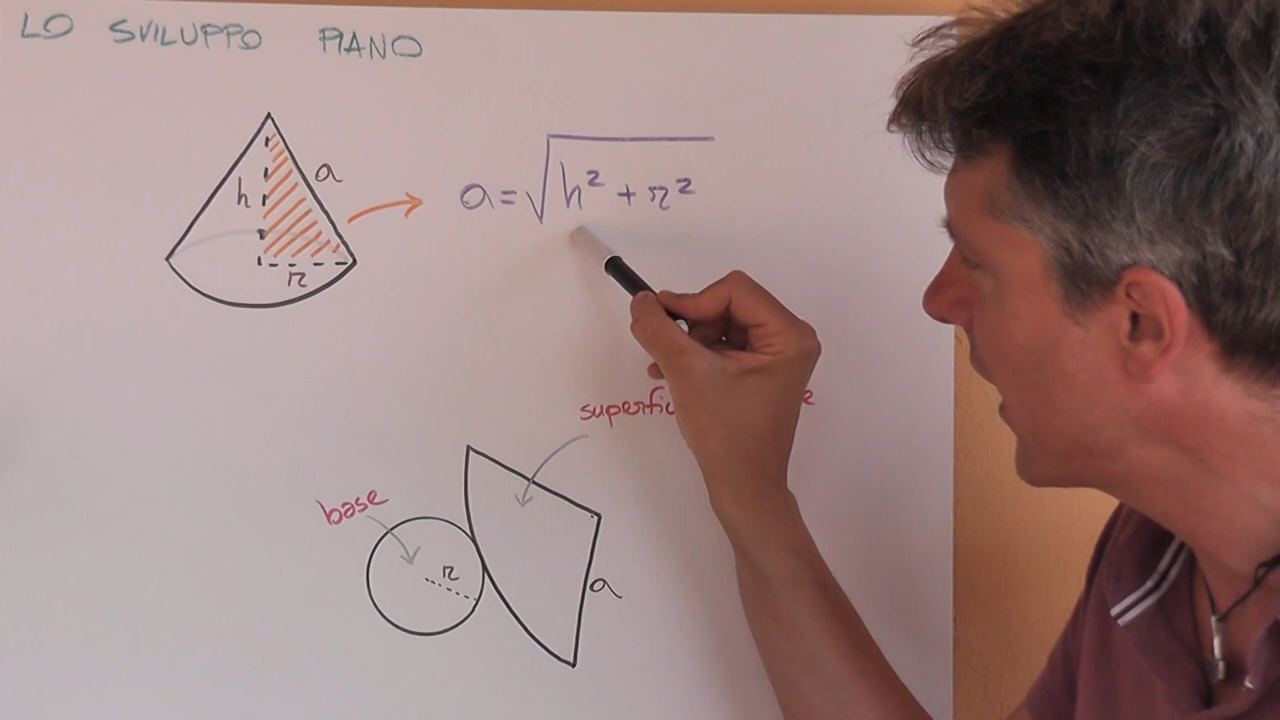 LO SVILUPPO PIANO
h
a
r
a=√h²+r²
base
r
a